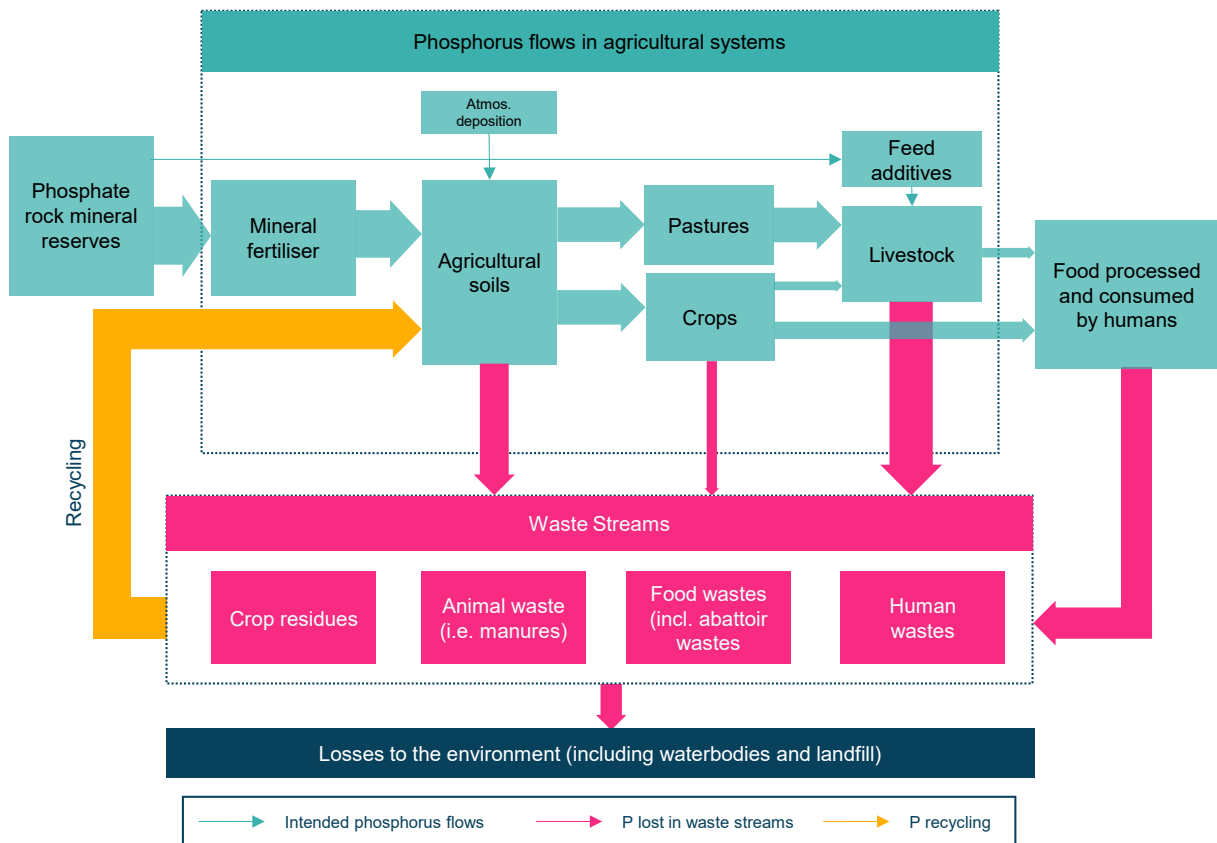 Phosphorus flows in agricultural systems
Atmos.
deposition
Phosphate
rock mineral
reserves
Mineral
fertiliser
Agricultural
soils
Pastures
Crops
Feed
additives
Livestock
Food processed
and consumed
by humans
Recycling
Waste Streams
Crop residues
Animal waste
(i.e. manures)
Food wastes
(incl. abattoir
wastes
Human
wastes
Losses to the environment (including waterbodies and landfill)
Intended phosphorus flows
P lost in waste streams
P recycling